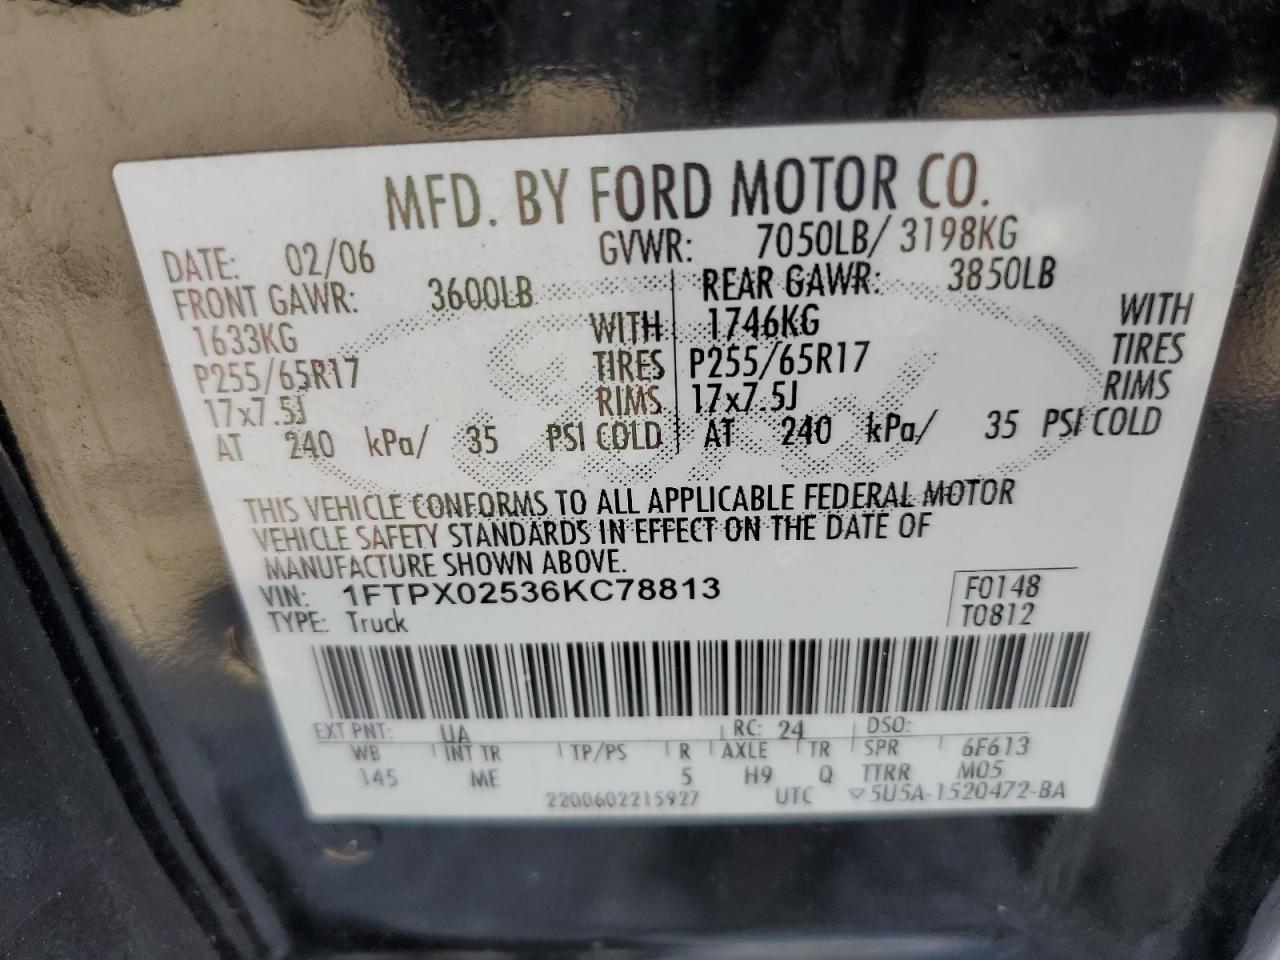 MFD. BY FORD MOTOR CO.
DATE: 02/06 GVWR: 7050LB/ 3198KG
FRONT GAWR: 3600LB REAR GAWR: 3850LB
1633KG WITH 1746KG WITH
P255/65R17 TIRES P255/65R17 TIRES
17x7.5J RIMS 17x7.5J RIMS
AT 240 kPa/ 35 PSI COLD AT 240 kPa/ 35 PSI COLD
THIS VEHICLE CONFORMS TO ALL APPLICABLE FEDERAL MOTOR
VEHICLE SAFETY STANDARDS IN EFFECT ON THE DATE OF
MANUFACTURE SHOWN ABOVE.
VIN: 1FTPX02536KC78813 F0148
TYPE: Truck T0812
EXT PNT: UA RC: 24 DSO:
WB INT TR TP/PS R AXLE TR SPR 6F613
145 ME 5 H9 Q TTRR M05
2200602215927 UTC ▽5U5A-1520472-BA